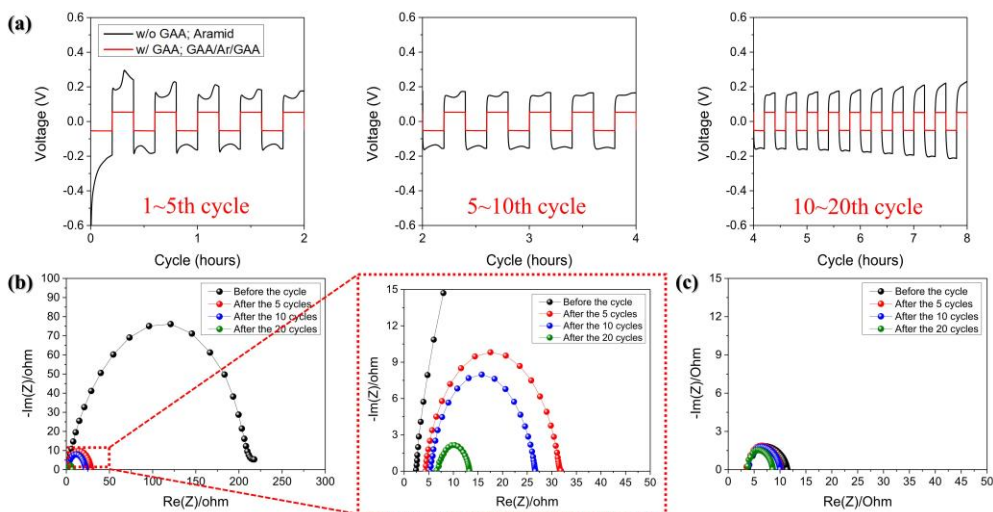 (a)
w/o GAA; Aramid
w/ GAA; GAA/Ar/GAA
Voltage (V)
0.6
0.4
0.2
0.0
-0.2
-0.4
-0.6
1~5th cycle
0 1 2
Cycle (hours)
Voltage (V)
0.6
0.4
0.2
0.0
-0.2
-0.4
-0.6
5~10th cycle
2 3 4
Cycle (hours)
Voltage (V)
0.6
0.4
0.2
0.0
-0.2
-0.4
-0.6
10~20th cycle
4 5 6 7 8
Cycle (hours)
(b)
Before the cycle
After the 5 cycles
After the 10 cycles
After the 20 cycles
-Im(Z)/ohm
100
90
80
70
60
50
40
30
20
10
0
0 50 100 150 200 250 300
Re(Z)/ohm
Before the cycle
After the 5 cycles
After the 10 cycles
After the 20 cycles
-Im(Z)/ohm
15
12
9
6
3
0
0 5 10 15 20 25 30 35 40 45 50
Re(Z)/ohm
(c)
Before the cycle
After the 5 cycles
After the 10 cycles
After the 20 cycles
-Im(Z)/Ohm
15
12
9
6
3
0
0 5 10 15 20 25 30 35 40 45 50
Re(Z)/Ohm